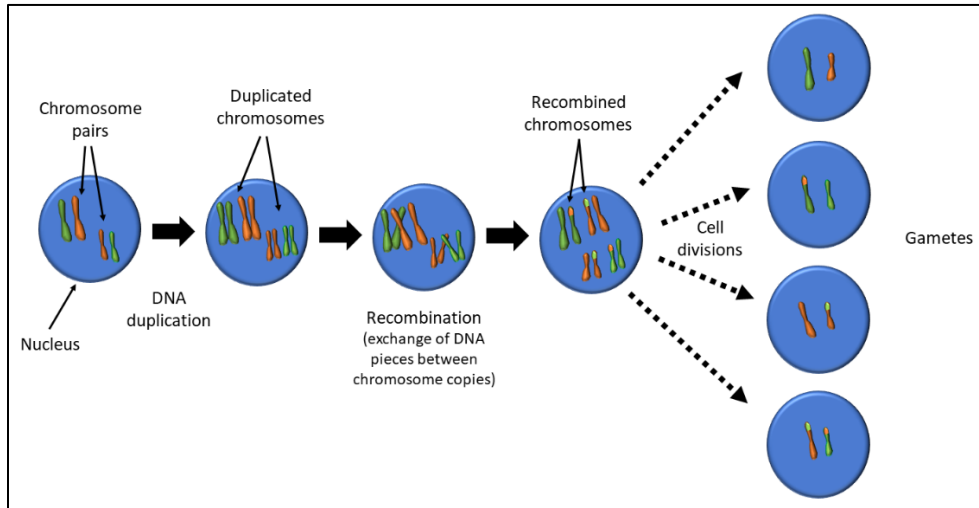 Chromosome
pairs
Duplicated
chromosomes
Recombined
chromosomes
Nucleus
DNA
duplication
Recombination
(exchange of DNA
pieces between
chromosome copies)
Cell
divisions
Gametes